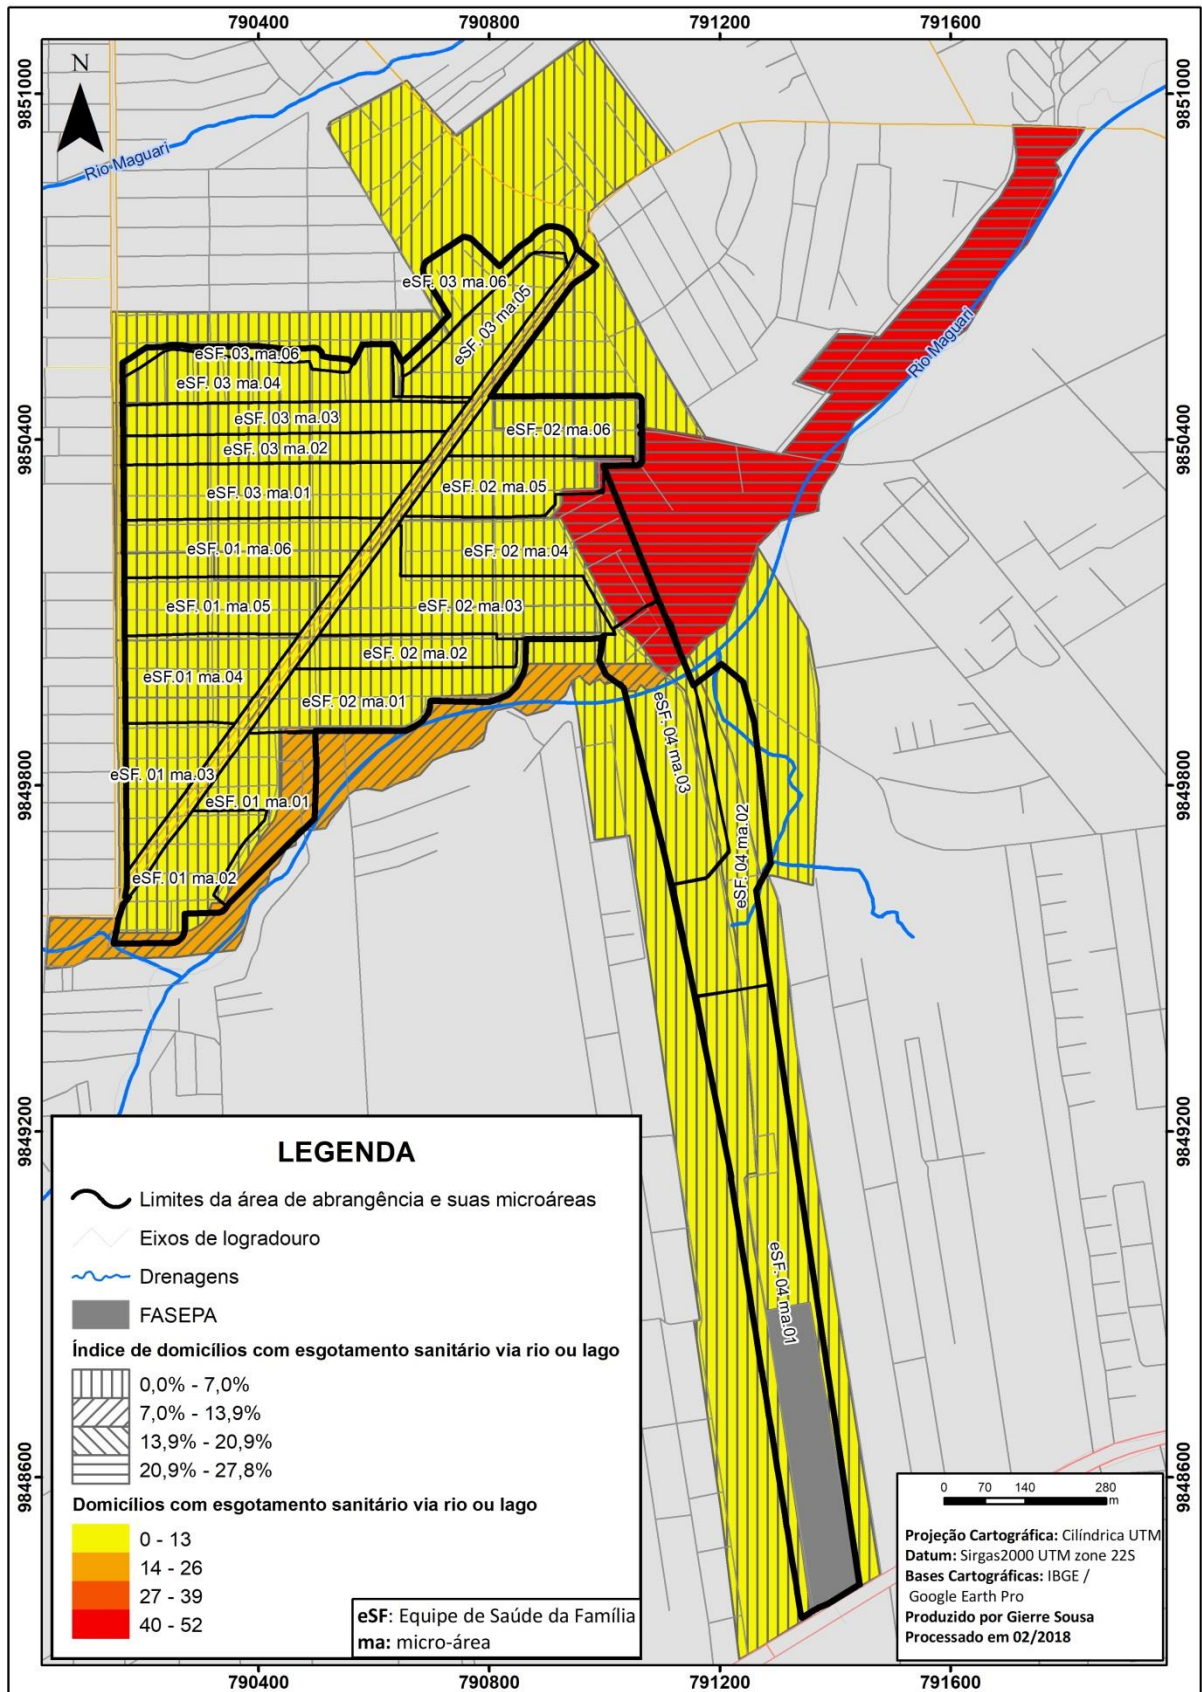 790400 790800 791200 791600
9851000 9851000
N
Rio Maguari
eSF. 03 ma.06
eSF. 03 ma.05
Rio Maguari
eSF. 03 ma.06
eSF. 03 ma.04
eSF. 03 ma.03
eSF. 02 ma.06
9850400 9850400
eSF. 03 ma.02
eSF. 02 ma.05
eSF. 03 ma.01
eSF. 01 ma.06
eSF. 02 ma.04
eSF. 01 ma.05
eSF. 02 ma.03
eSF. 02 ma.02
eSF.01 ma.04
eSF. 02 ma.01
eSF. 04 ma.03
eSF. 01 ma.03
9849800 9849800
eSF. 01 ma.01
eSF.04 ma.02
eSF. 01 ma.02
9849200 9849200
eSF. 04 ma.01
LEGENDA
Limites da área de abrangência e suas microáreas
Eixos de logradouro
Drenagens
FASEPA
Índice de domicílios com esgotamento sanitário via rio ou lago
0,0% - 7,0%
7,0% - 13,9%
13,9% - 20,9%
20,9% - 27,8%
Domicílios com esgotamento sanitário via rio ou lago
0 - 13
14 - 26
27 - 39
40 - 52
eSF: Equipe de Saúde da Família
ma: micro-área
9848600 9848600
0 70 140 280
m
Projeção Cartográfica: Cilíndrica UTM
Datum: Sirgas2000 UTM zone 22S
Bases Cartográficas: IBGE /
Google Earth Pro
Produzido por Gierre Sousa
Processado em 02/2018
790400 790800 791200 791600